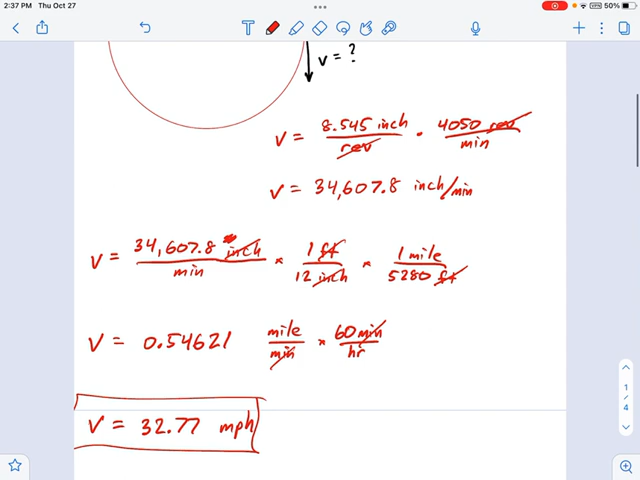 2:37 PM Thu Oct 27
50%
v = ?
v = 8.545 inch / rev • 4050 rev / min
v = 34,607.8 inch/min
v = 34,607.8 inch / min * 1 ft / 12 inch * 1 mile / 5280 ft
v = 0.54621 mile / min * 60 min / hr
v = 32.77 mph
1
/
4